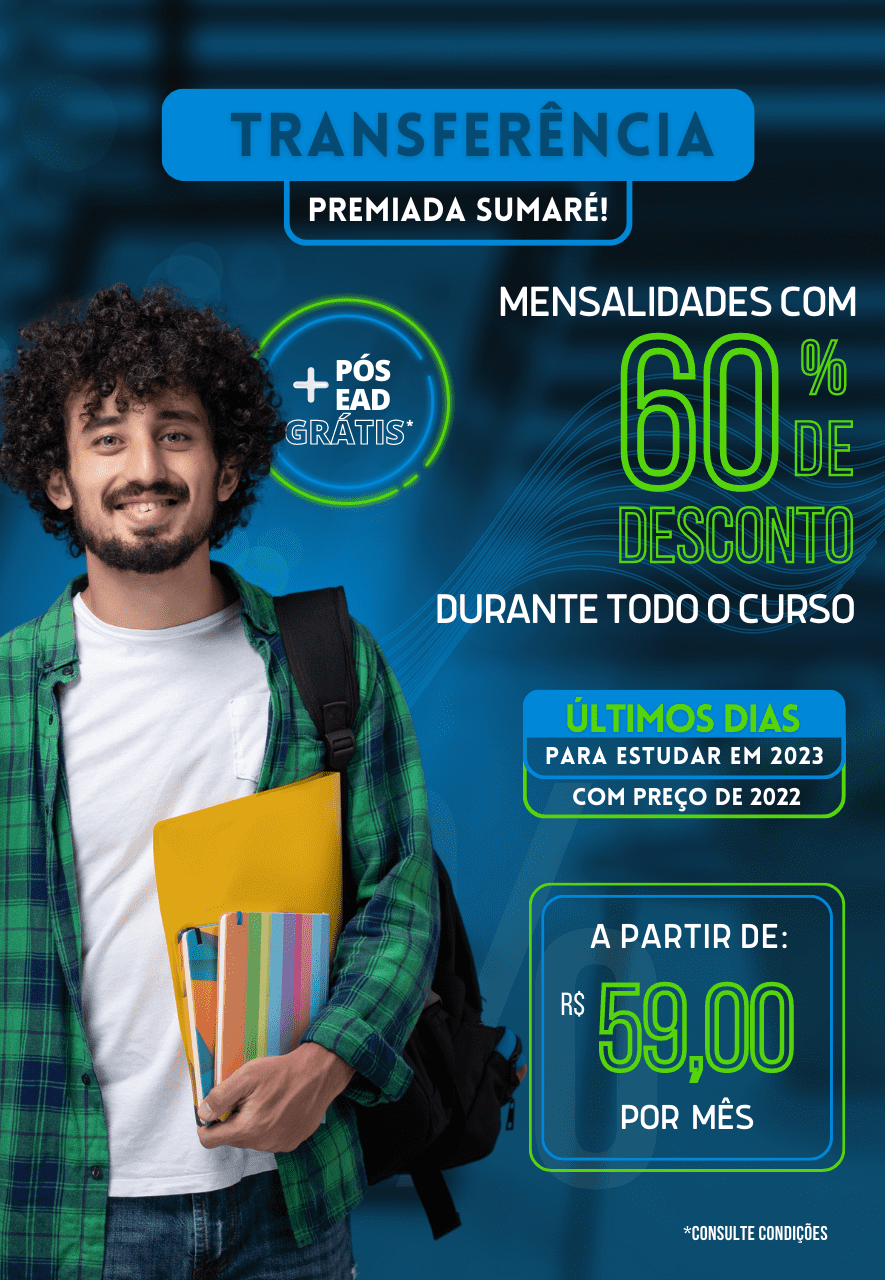 TRANSFERÊNCIA
PREMIADA SUMARÉ!
+ PÓS
EAD
GRÁTIS*
MENSALIDADES COM
60%
DE
DESCONTO
DURANTE TODO O CURSO
ÚLTIMOS DIAS
PARA ESTUDAR EM 2023
COM PREÇO DE 2022
A PARTIR DE:
R$ 59,00
POR MÊS
*CONSULTE CONDIÇÕES